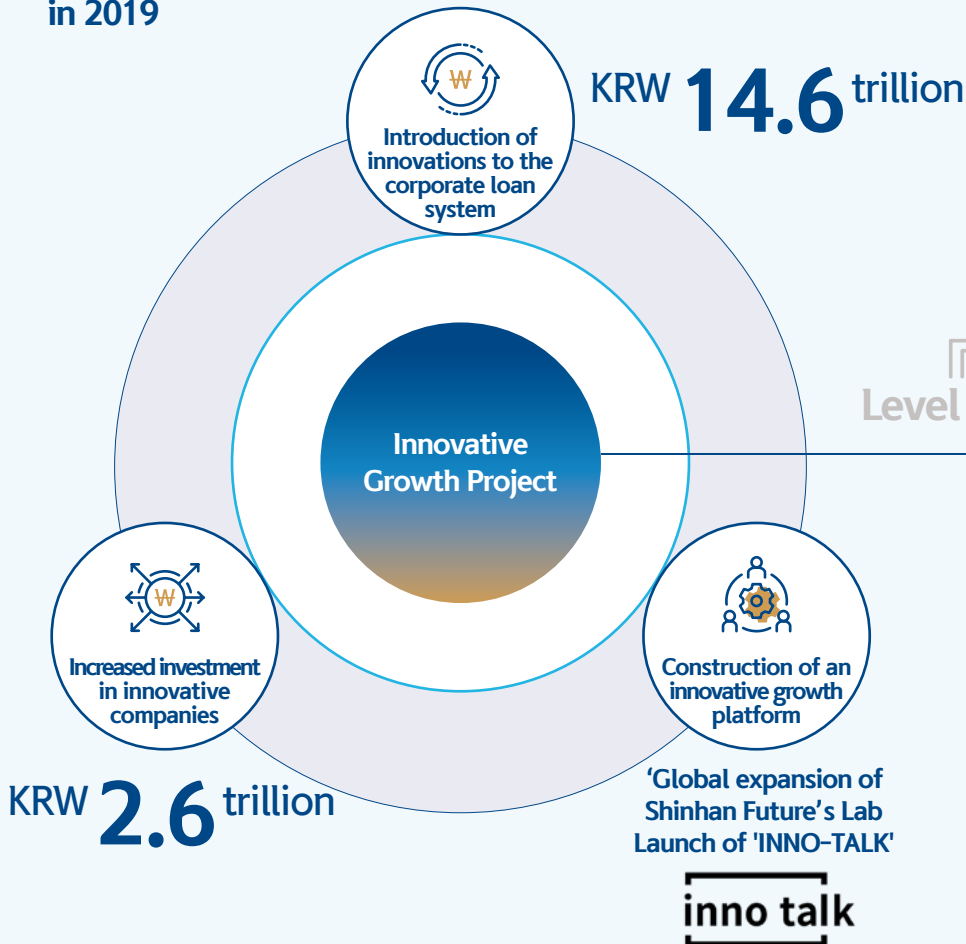 in 2019
₩
Introduction of
innovations to the
corporate loan
system
KRW 14.6 trillion
Level
Innovative
Growth Project
₩
Increased investment
in innovative
companies
KRW 2.6 trillion
Construction of an
innovative growth
platform
‘Global expansion of
Shinhan Future’s Lab
Launch of 'INNO-TALK'
inno talk